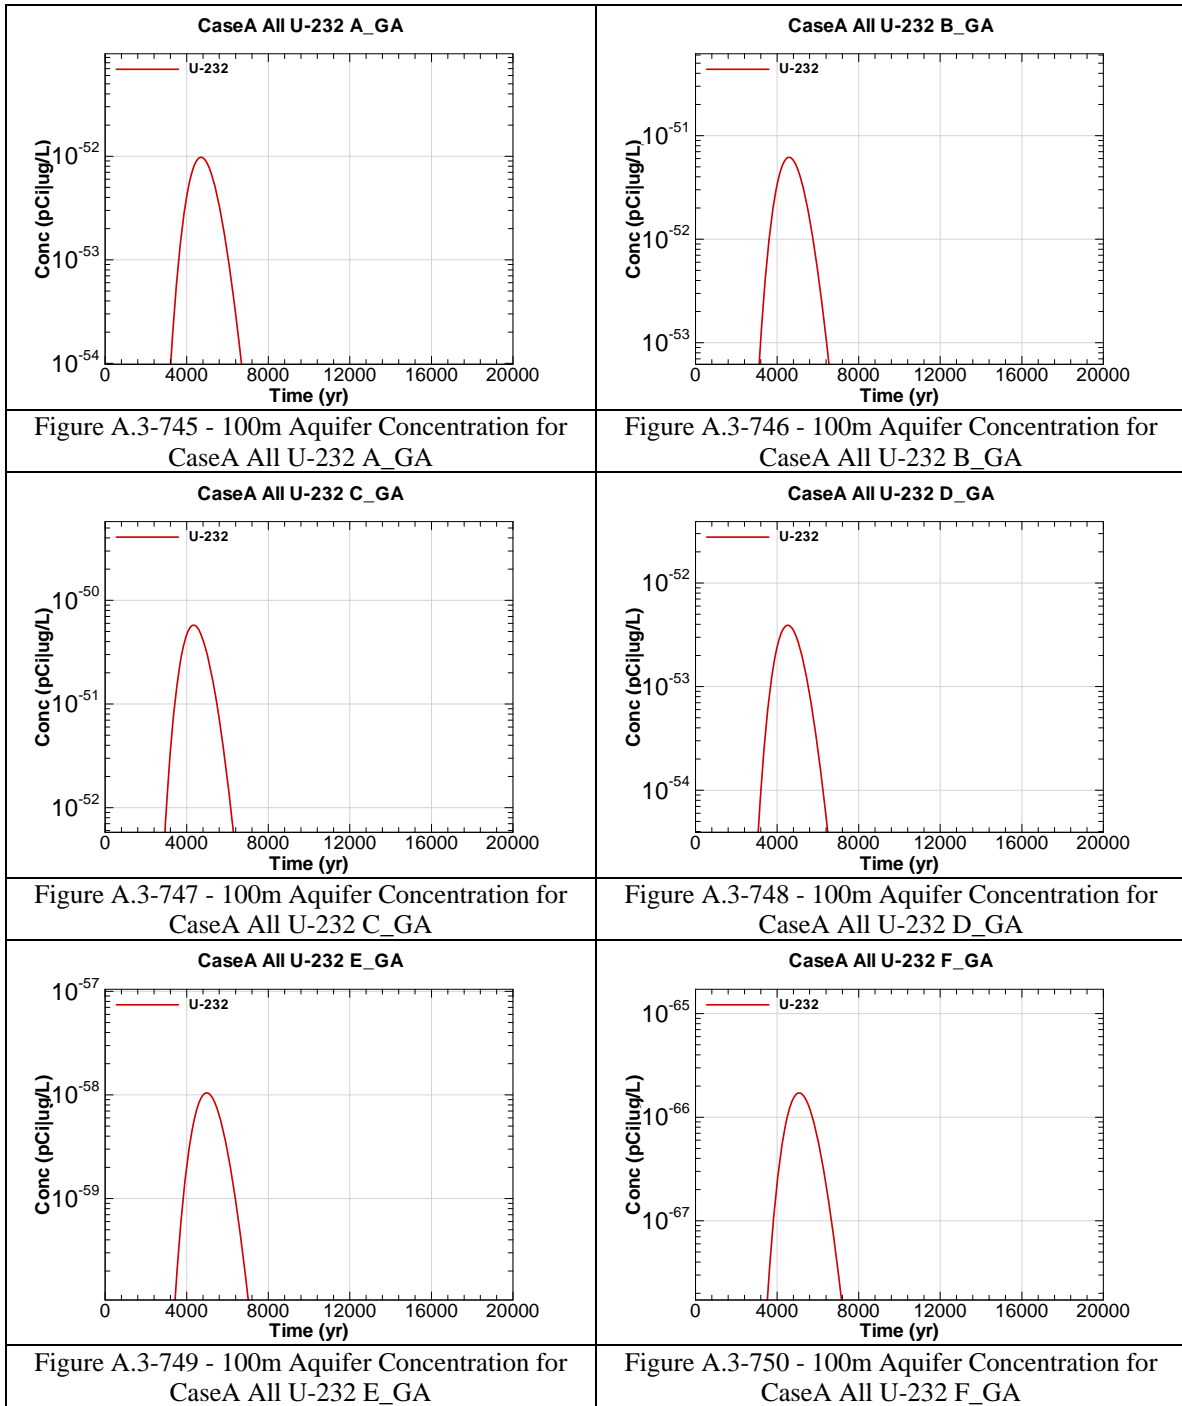 CaseA All U-232 A_GA
U-232
Conc (pCi|ug/L)
10^-52
10^-53
10^-54
0 4000 8000 12000 16000 20000
Time (yr)
Figure A.3-745 - 100m Aquifer Concentration for
CaseA All U-232 A_GA
CaseA All U-232 B_GA
U-232
Conc (pCi|ug/L)
10^-51
10^-52
10^-53
0 4000 8000 12000 16000 20000
Time (yr)
Figure A.3-746 - 100m Aquifer Concentration for
CaseA All U-232 B_GA
CaseA All U-232 C_GA
U-232
Conc (pCi|ug/L)
10^-50
10^-51
10^-52
0 4000 8000 12000 16000 20000
Time (yr)
Figure A.3-747 - 100m Aquifer Concentration for
CaseA All U-232 C_GA
CaseA All U-232 D_GA
U-232
Conc (pCi|ug/L)
10^-52
10^-53
10^-54
0 4000 8000 12000 16000 20000
Time (yr)
Figure A.3-748 - 100m Aquifer Concentration for
CaseA All U-232 D_GA
CaseA All U-232 E_GA
U-232
Conc (pCi|ug/L)
10^-57
10^-58
10^-59
0 4000 8000 12000 16000 20000
Time (yr)
Figure A.3-749 - 100m Aquifer Concentration for
CaseA All U-232 E_GA
CaseA All U-232 F_GA
U-232
Conc (pCi|ug/L)
10^-65
10^-66
10^-67
0 4000 8000 12000 16000 20000
Time (yr)
Figure A.3-750 - 100m Aquifer Concentration for
CaseA All U-232 F_GA